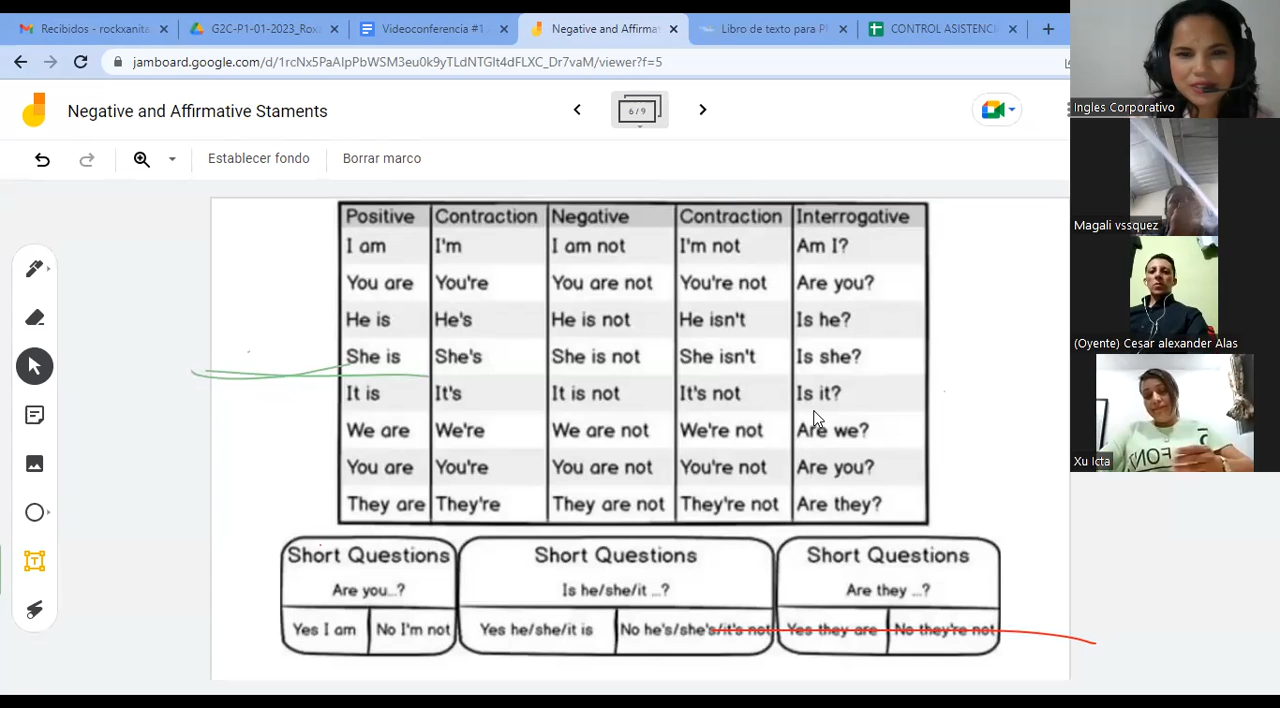 Recibidos - rockxanita
G2C-P1-01-2023_Rox
Videoconferencia #1
Negative and Affirmat
Libro de texto para P
CONTROL ASISTENCI
jamboard.google.com/d/1rcNx5PaAIpPbWSM3eu0k9yTLdNTGlt4dFLXC_Dr7vaM/viewer?f=5
Negative and Affirmative Staments
6 / 9
Establecer fondo Borrar marco
Positive Contraction Negative Contraction Interrogative
I am I'm I am not I'm not Am I?
You are You're You are not You're not Are you?
He is He's He is not He isn't Is he?
She is She's She is not She isn't Is she?
It is It's It is not It's not Is it?
We are We're We are not We're not Are we?
You are You're You are not You're not Are you?
They are They're They are not They're not Are they?
Short Questions Short Questions Short Questions
Are you...? Is he/she/it ...? Are they ...?
Yes I am No I'm not Yes he/she/it is No he's/she's/it's not Yes they are No they're not
Ingles Corporativo
Magali vssquez
(Oyente) Cesar alexander Alas
Xu Icta